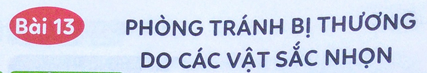 Bài 13 PHÒNG TRÁNH BỊ THƯƠNG
DO CÁC VẬT SẮC NHỌN